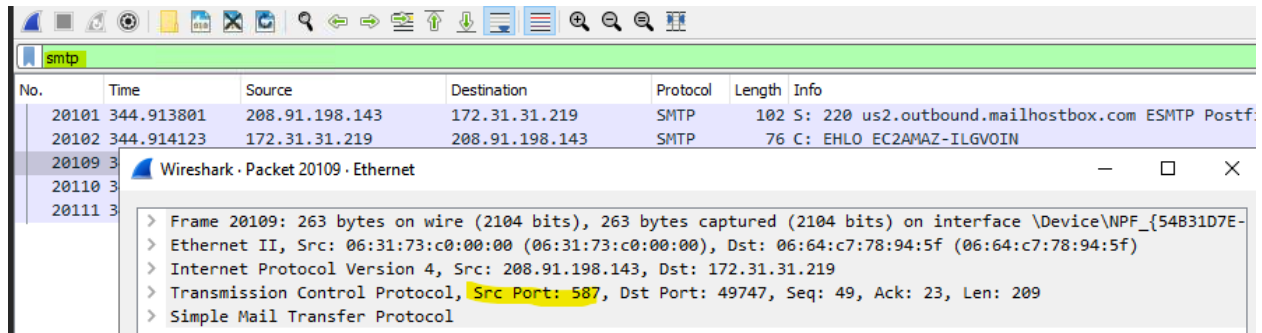 smtp
No. Time Source Destination Protocol Length Info
20101 344.913801 208.91.198.143 172.31.31.219 SMTP 102 S: 220 us2.outbound.mailhostbox.com ESMTP Postf
20102 344.914123 172.31.31.219 208.91.198.143 SMTP 76 C: EHLO EC2AMAZ-ILGVOIN
20109 3
Wireshark · Packet 20109 · Ethernet
20110 3
20111 3
> Frame 20109: 263 bytes on wire (2104 bits), 263 bytes captured (2104 bits) on interface \Device\NPF_{54B31D7E-
> Ethernet II, Src: 06:31:73:c0:00:00 (06:31:73:c0:00:00), Dst: 06:64:c7:78:94:5f (06:64:c7:78:94:5f)
> Internet Protocol Version 4, Src: 208.91.198.143, Dst: 172.31.31.219
> Transmission Control Protocol, Src Port: 587, Dst Port: 49747, Seq: 49, Ack: 23, Len: 209
> Simple Mail Transfer Protocol